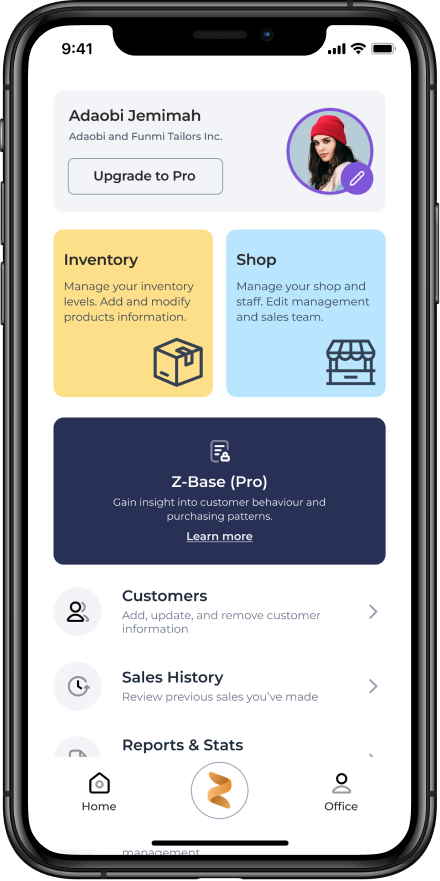 9:41
Adaobi Jemimah
Adaobi and Funmi Tailors Inc.
Upgrade to Pro
Inventory
Manage your inventory
levels. Add and modify
products information.
Shop
Manage your shop and
staff. Edit management
and sales team.
Z-Base (Pro)
Gain insight into customer behaviour and
purchasing patterns.
Learn more
Customers
Add, update, and remove customer
information
Sales History
Review previous sales you've made
Reports & Stats
Home
Office
management